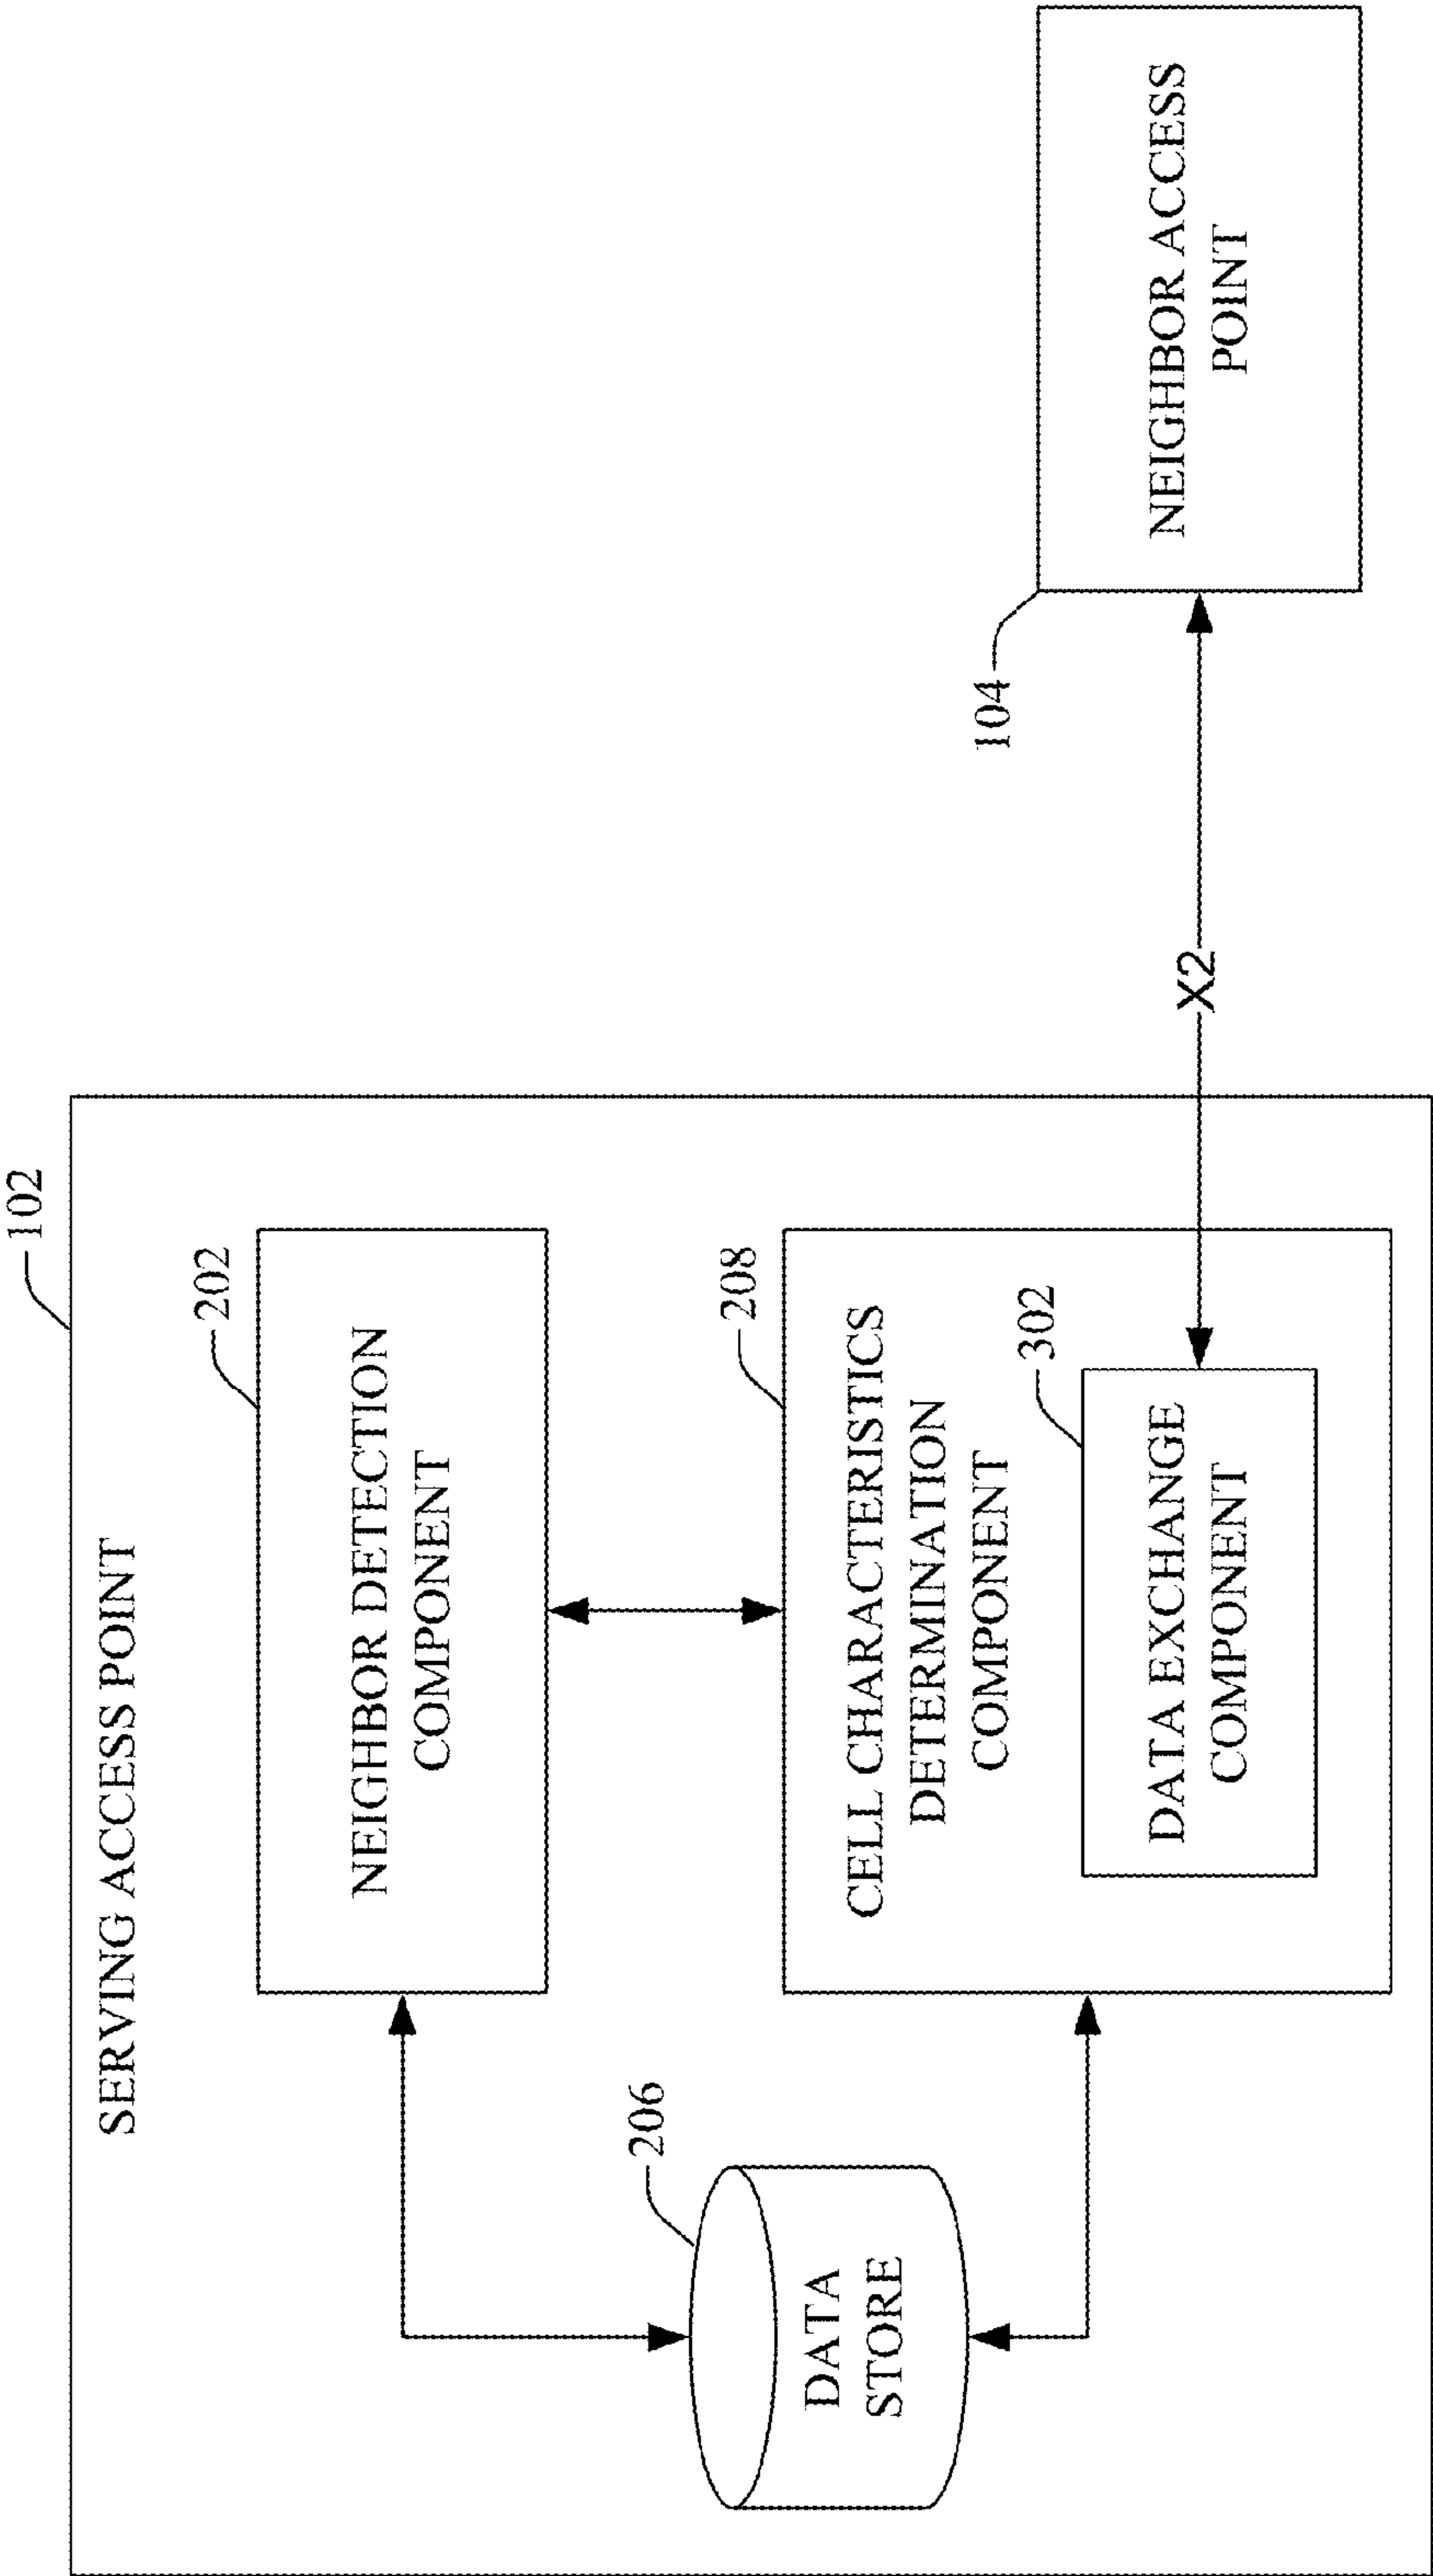 102
SERVING ACCESS POINT
202
NEIGHBOR DETECTION
COMPONENT
206
DATA
STORE
208
CELL CHARACTERISTICS
DETERMINATION
COMPONENT
302
DATA EXCHANGE
COMPONENT
X2
104
NEIGHBOR ACCESS
POINT